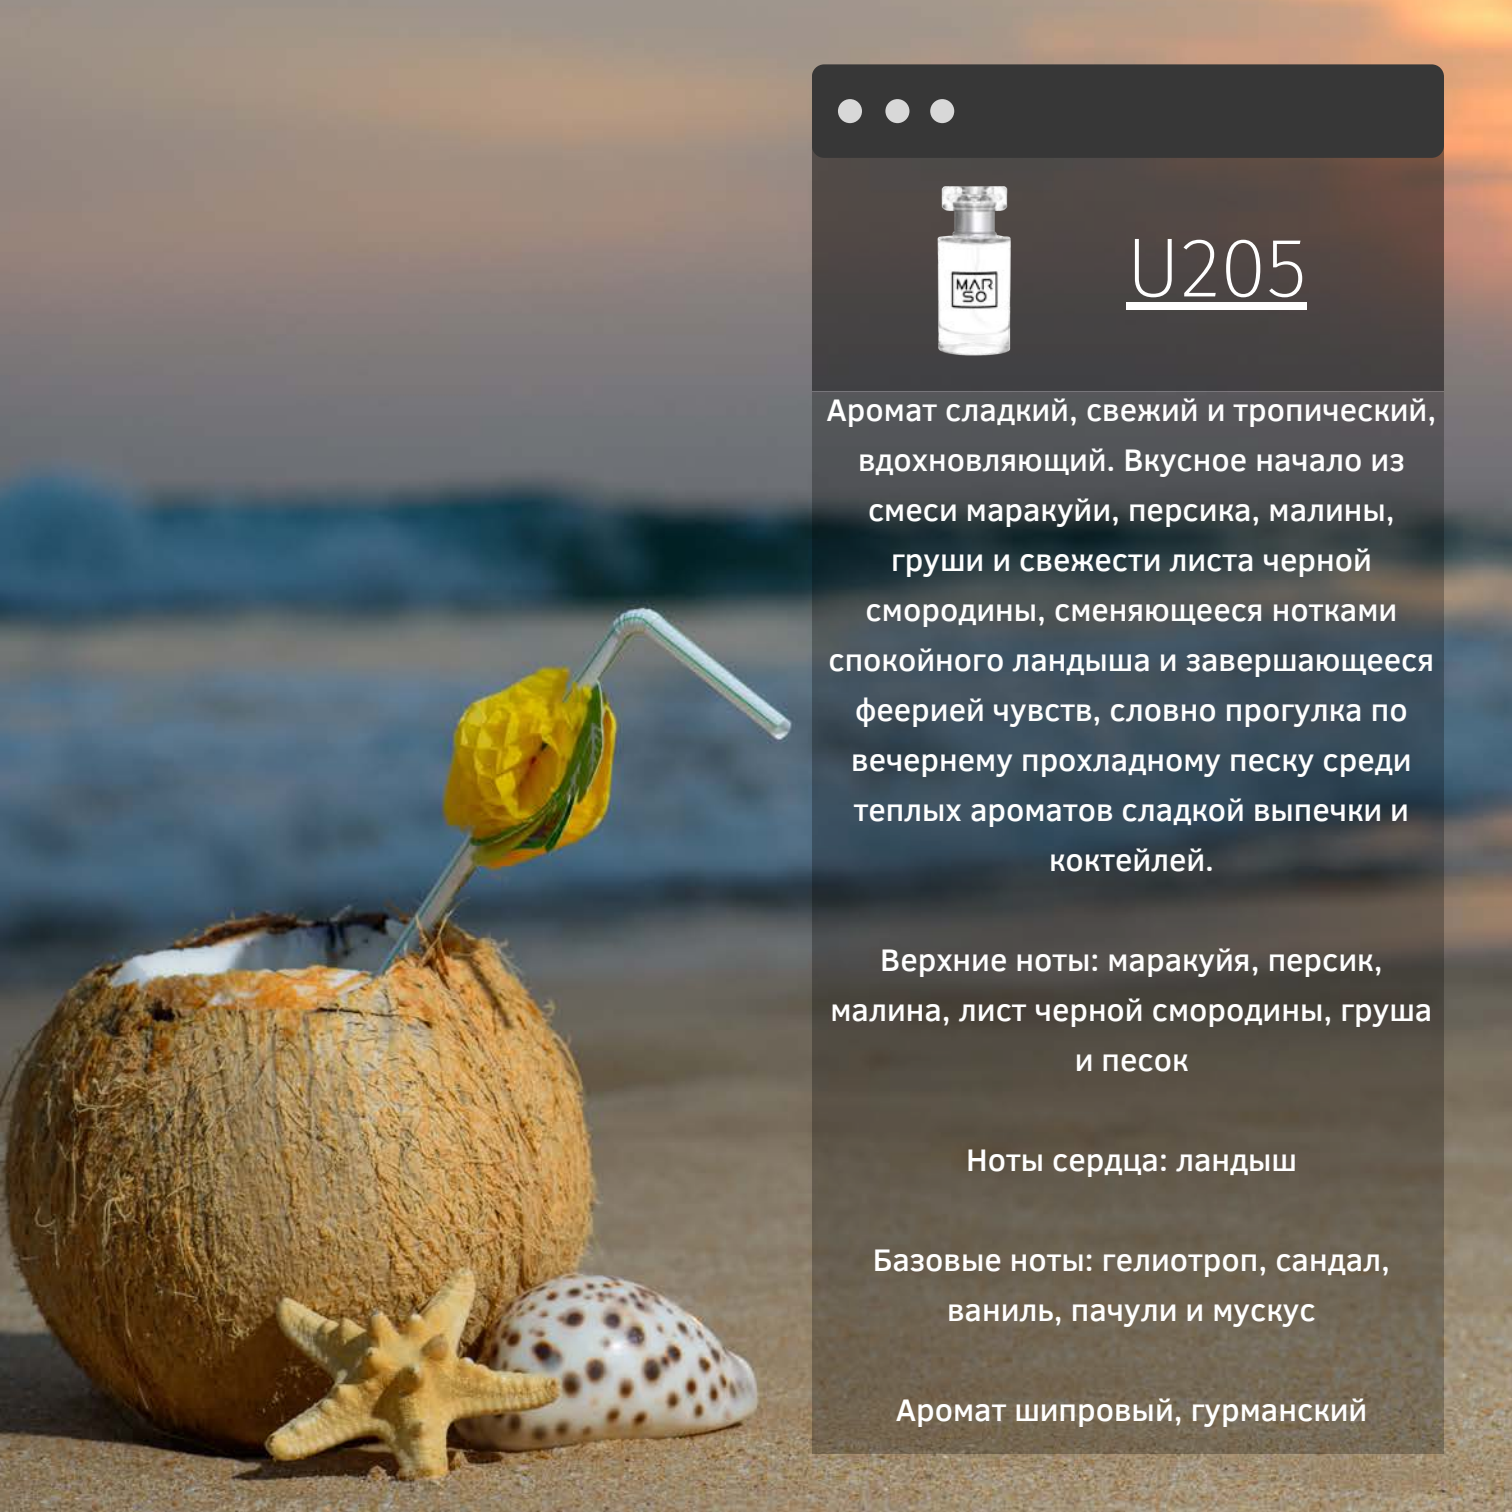 MAR
SO
U205
Аромат сладкий, свежий и тропический,
вдохновляющий. Вкусное начало из
смеси маракуйи, персика, малины,
груши и свежести листа черной
смородины, сменяющееся нотками
спокойного ландыша и завершающееся
феерией чувств, словно прогулка по
вечернему прохладному песку среди
теплых ароматов сладкой выпечки и
коктейлей.
Верхние ноты: маракуйя, персик,
малина, лист черной смородины, груша
и песок
Ноты сердца: ландыш
Базовые ноты: гелиотроп, сандал,
ваниль, пачули и мускус
Аромат шипровый, гурманский